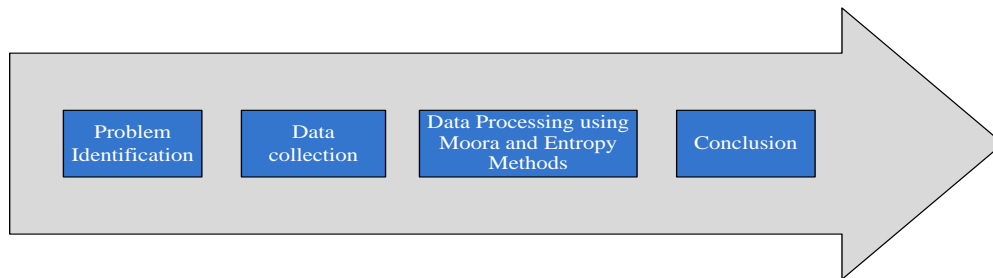 Problem
Identification
Data
collection
Data Processing using
Moora and Entropy
Methods
Conclusion